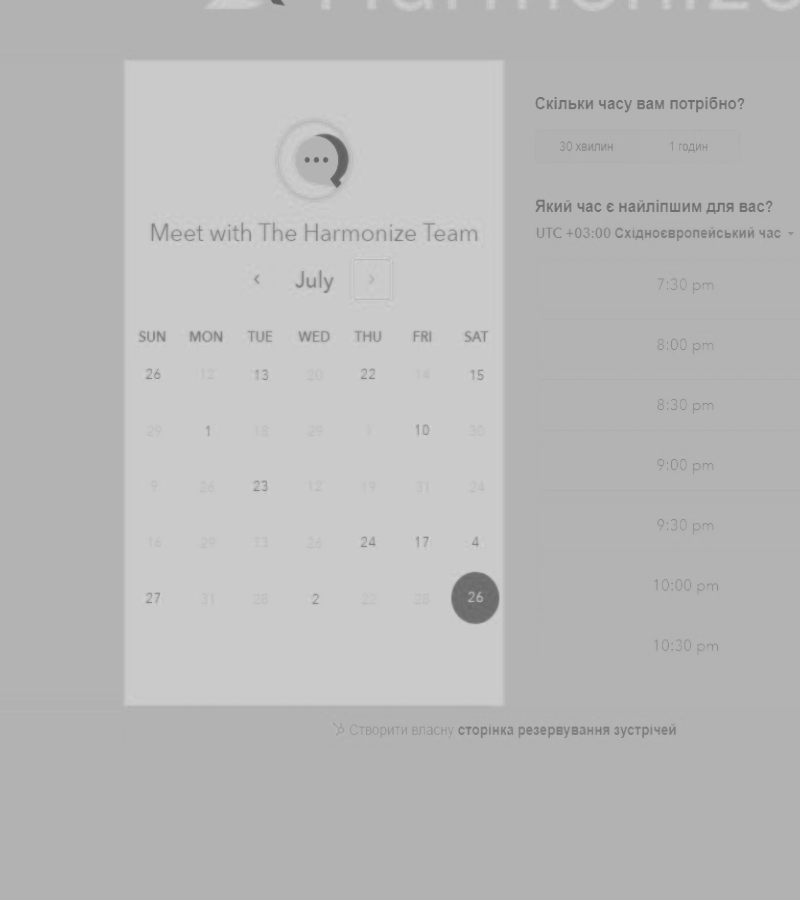 Harmonize
Meet with The Harmonize Team
July
SUN MON TUE WED THU FRI SAT
26 12 13 20 22 14 15
29 1 18 29 1 10 30
9 26 23 12 19 31 24
16 29 26 24 17 4
27 31 28 2 22 28 26
Скільки часу вам потрібно?
30 хвилин 1 годин
Який час є найліпшим для вас?
UTC +03:00 Східноєвропейський час
7:30 pm
8:00 pm
8:30 pm
9:00 pm
9:30 pm
10:00 pm
10:30 pm
Створити власну сторінка резервування зустрічей